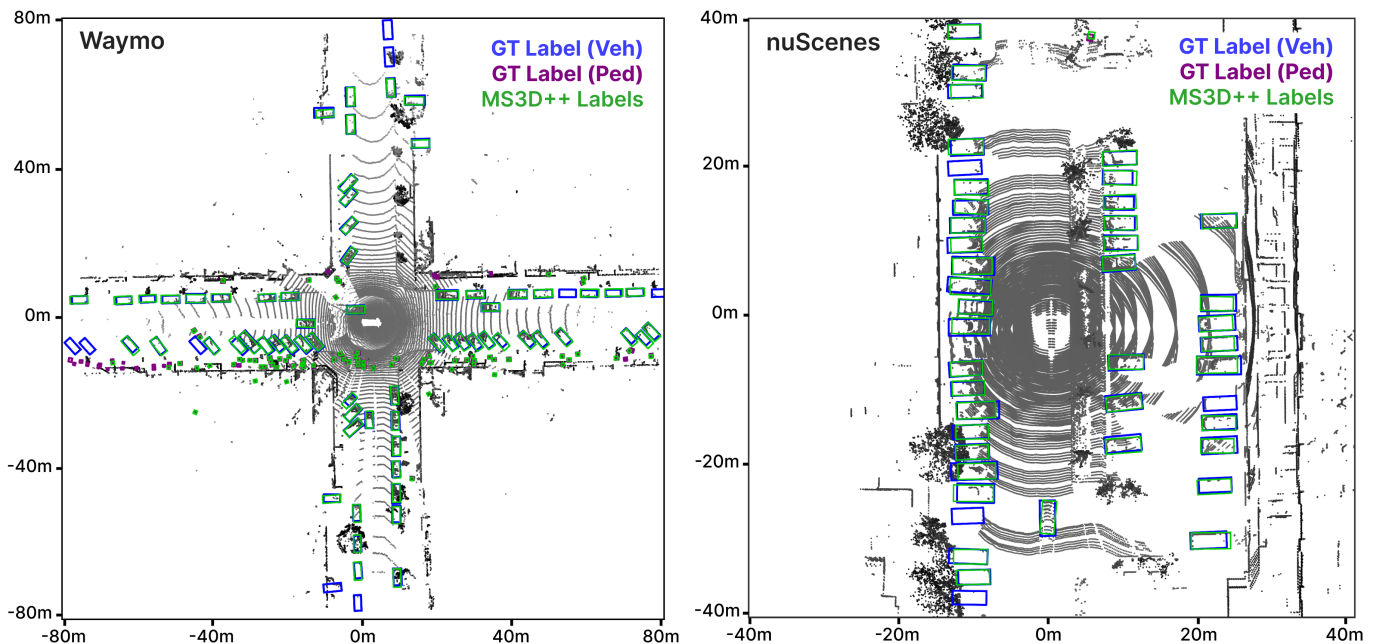 Waymo
GT Label (Veh)
GT Label (Ped)
MS3D++ Labels
80m
40m
0m
-40m
-80m
-80m
-40m
0m
40m
80m
nuScenes
GT Label (Veh)
GT Label (Ped)
MS3D++ Labels
40m
20m
0m
-20m
-40m
-40m
-20m
0m
20m
40m